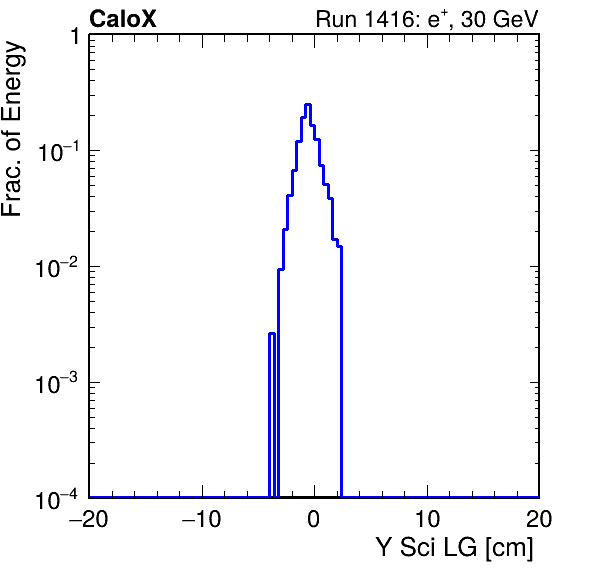 CaloX Run 1416: e⁺, 30 GeV
Frac. of Energy
1
10⁻¹
10⁻²
10⁻³
10⁻⁴
−20 −10 0 10 20
Y Sci LG [cm]